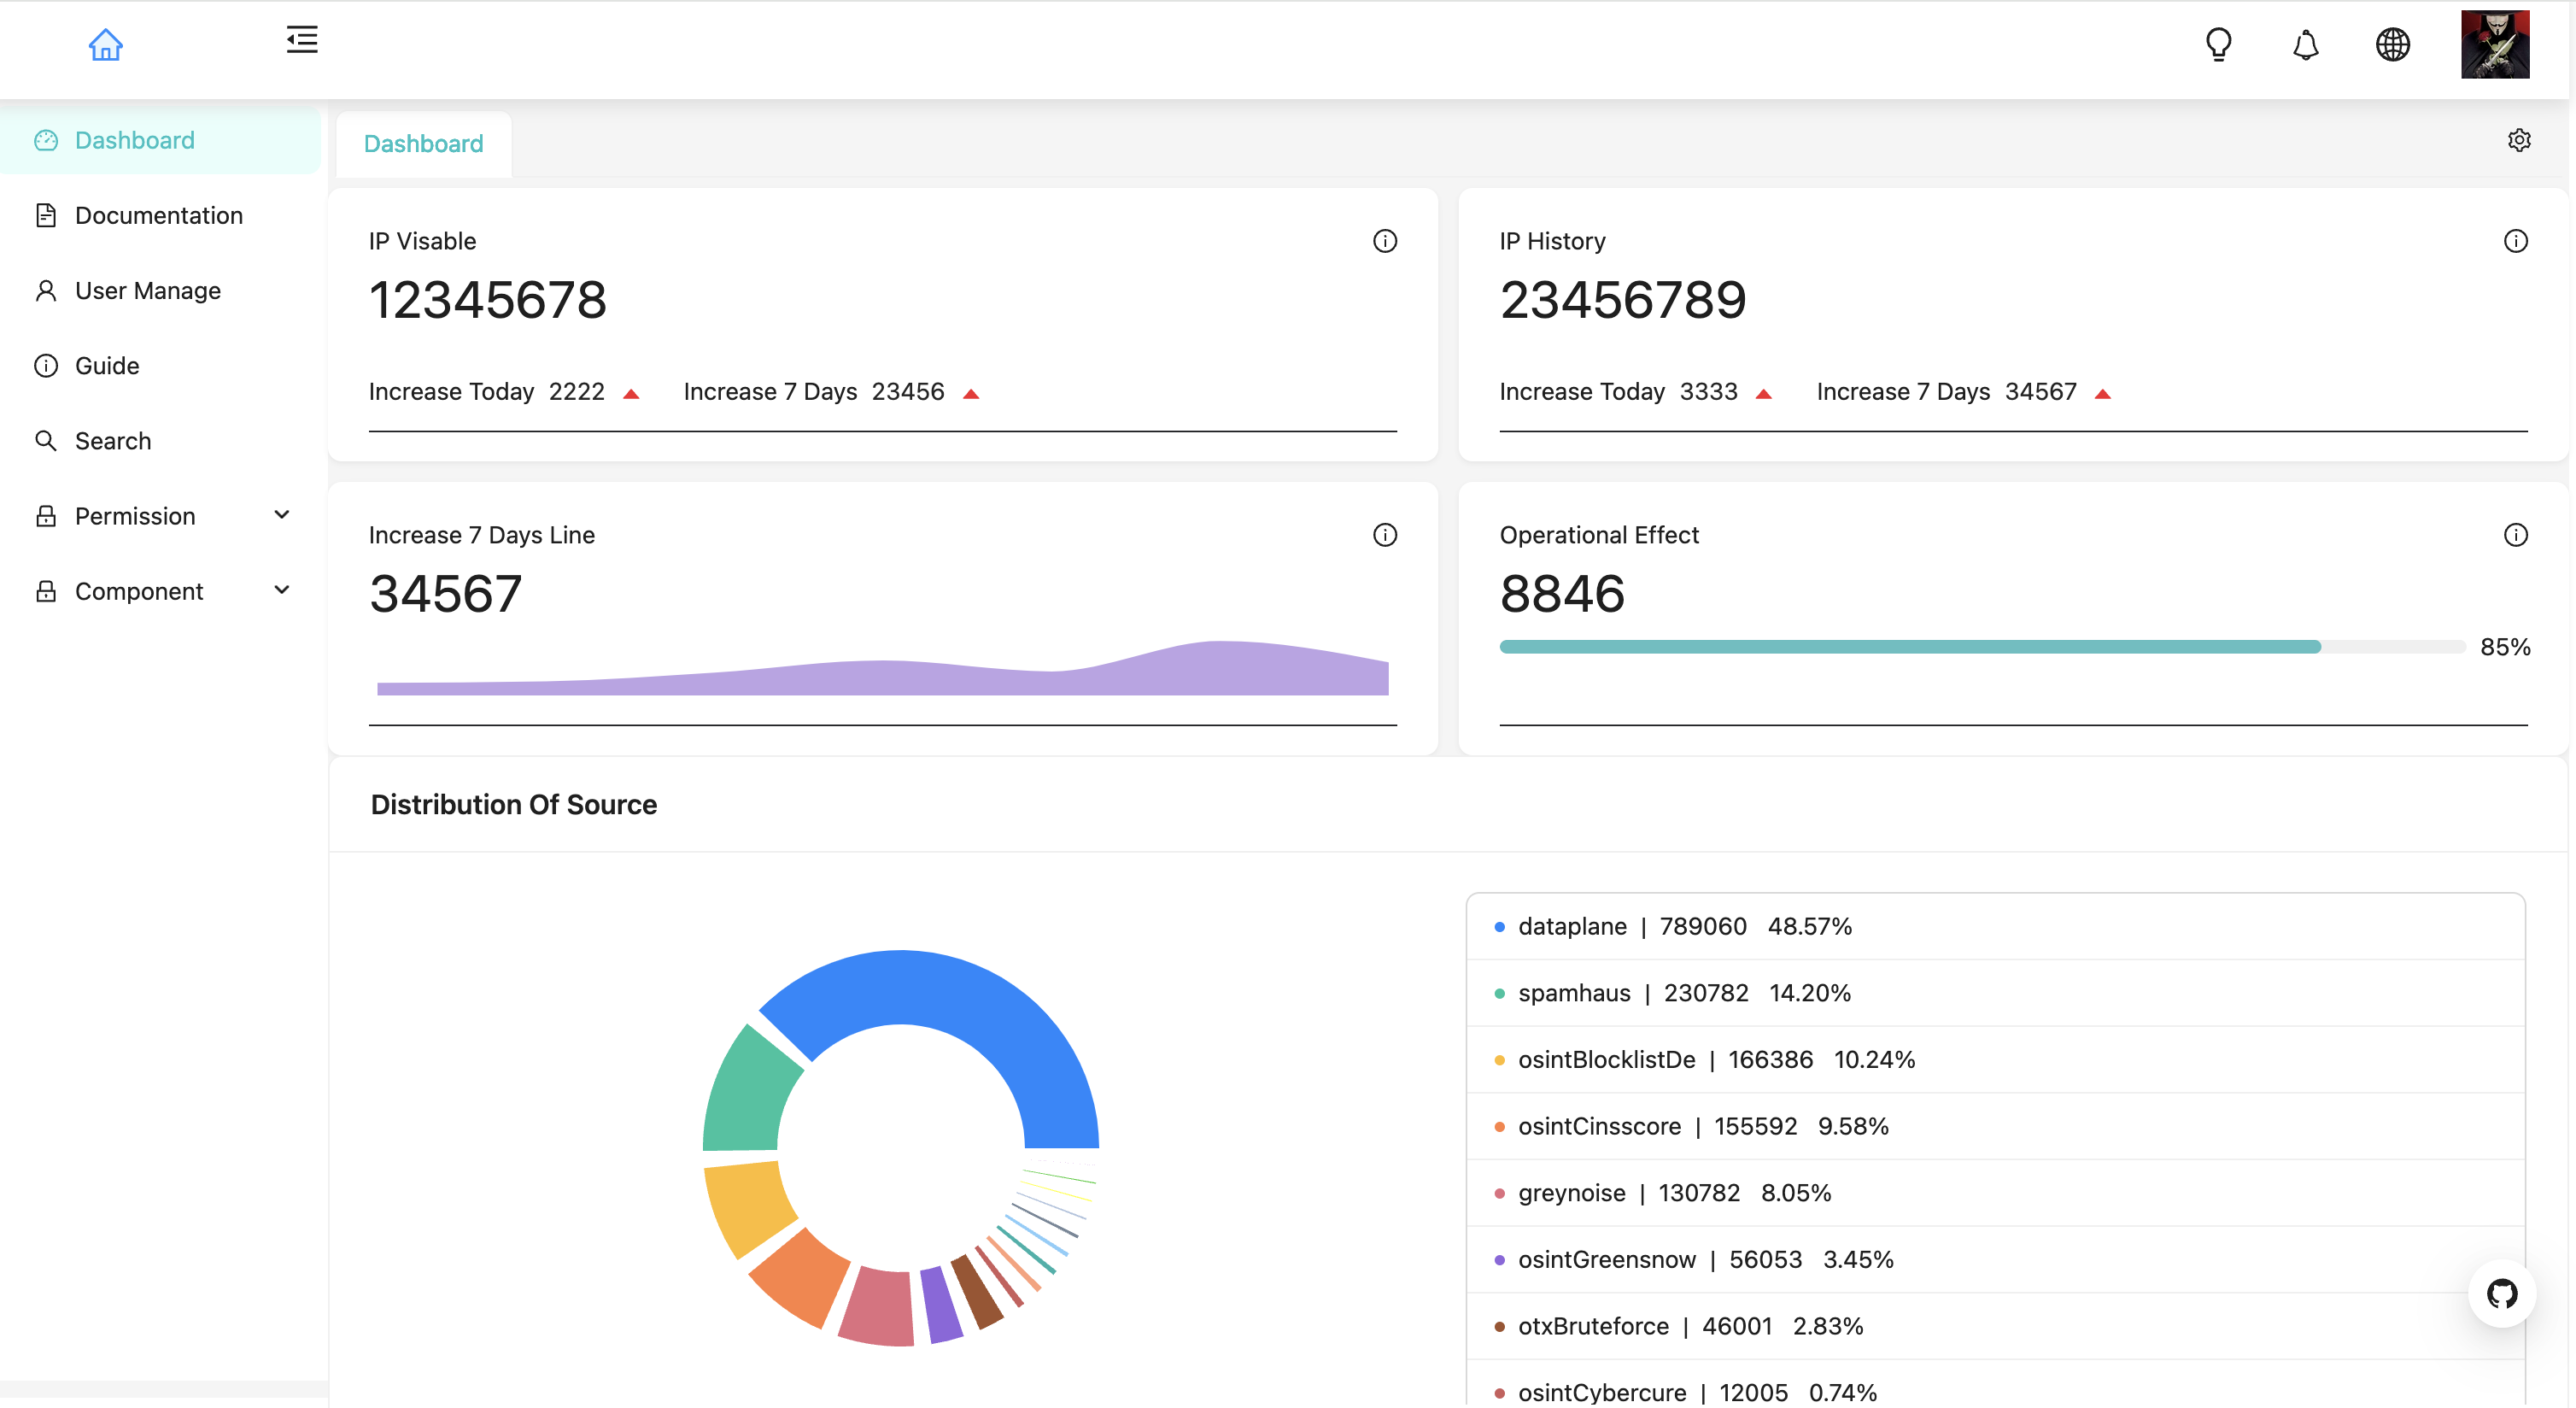 Dashboard
Documentation
User Manage
Guide
Search
Permission
Component
Dashboard
IP Visable
12345678
Increase Today 2222 Increase 7 Days 23456
IP History
23456789
Increase Today 3333 Increase 7 Days 34567
Increase 7 Days Line
34567
Operational Effect
8846
85%
Distribution Of Source
dataplane | 789060 48.57%
spamhaus | 230782 14.20%
osintBlocklistDe | 166386 10.24%
osintCinsscore | 155592 9.58%
greynoise | 130782 8.05%
osintGreensnow | 56053 3.45%
otxBruteforce | 46001 2.83%
osintCybercure | 12005 0.74%